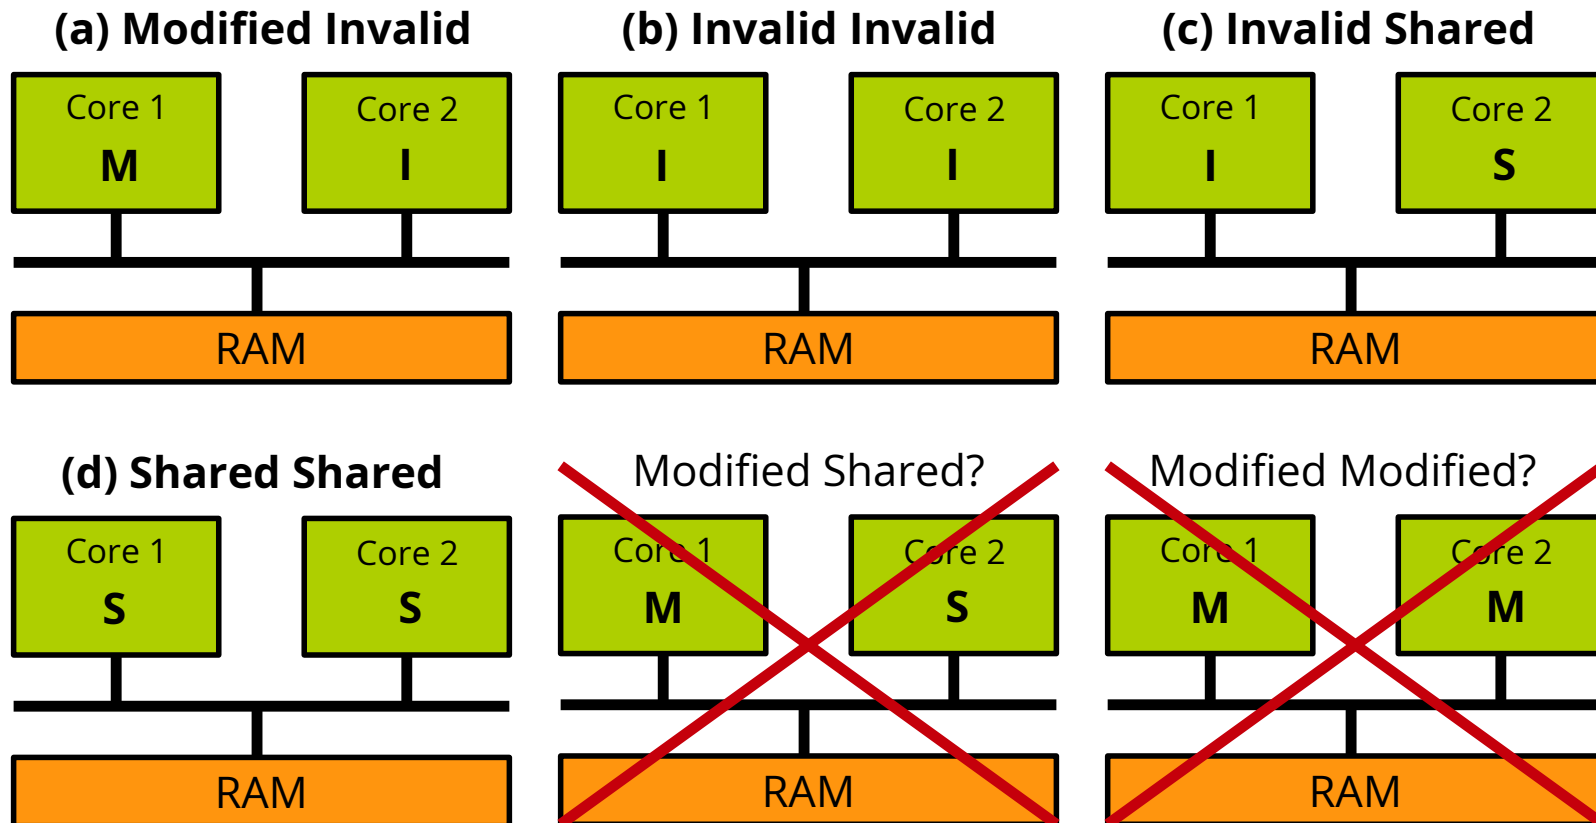 (a) Modified Invalid
Core 1
M
Core 2
I
RAM
(b) Invalid Invalid
Core 1
I
Core 2
I
RAM
(c) Invalid Shared
Core 1
I
Core 2
S
RAM
(d) Shared Shared
Core 1
S
Core 2
S
RAM
Modified Shared?
Core 1
M
Core 2
S
RAM
Modified Modified?
Core 1
M
Core 2
M
RAM